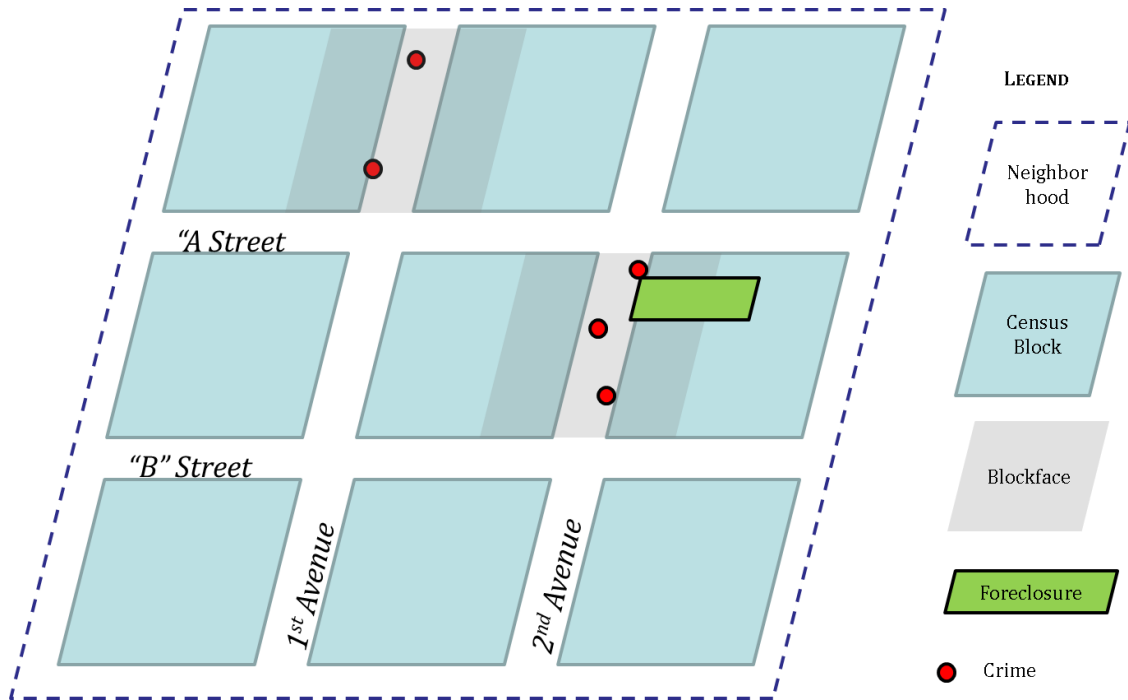 “A Street
“B” Street
1st Avenue
2nd Avenue
LEGEND
Neighbor
hood
Census
Block
Blockface
Foreclosure
Crime